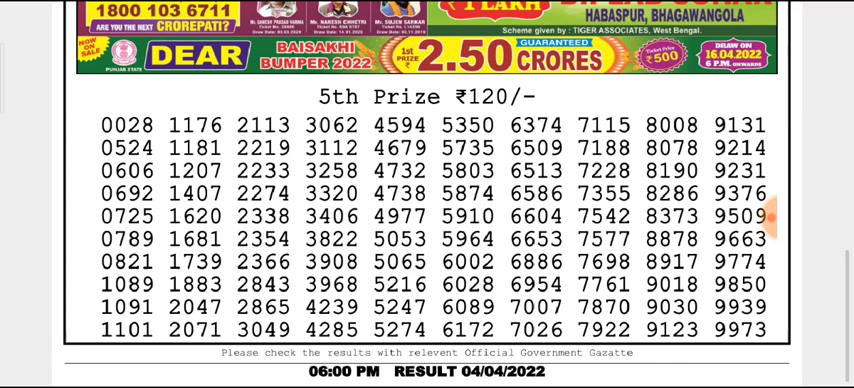 1800 103 6711
ARE YOU THE NEXT CROREPATI?
1ST PRIZE ₹1 LAKH
HABASPUR, BHAGAWANGOLA
Scheme given by : TIGER ASSOCIATES, West Bengal.
NOW ON SALE
PUNJAB STATE
DEAR
BAISAKHI
BUMPER 2022
1st PRIZE ₹2.50 CRORES
GUARANTEED
Ticket Price ₹500
DRAW ON
16.04.2022
6 P.M. ONWARDS
5th Prize ₹120/-
0028 1176 2113 3062 4594 5350 6374 7115 8008 9131
0524 1181 2219 3112 4679 5735 6509 7188 8078 9214
0606 1207 2233 3258 4732 5803 6513 7228 8190 9231
0692 1407 2274 3320 4738 5874 6586 7355 8286 9376
0725 1620 2338 3406 4977 5910 6604 7542 8373 9509
0789 1681 2354 3822 5053 5964 6653 7577 8878 9663
0821 1739 2366 3908 5065 6002 6886 7698 8917 9774
1089 1883 2843 3968 5216 6028 6954 7761 9018 9850
1091 2047 2865 4239 5247 6089 7007 7870 9030 9939
1101 2071 3049 4285 5274 6172 7026 7922 9123 9973
Please check the results with relevent Official Government Gazatte
06:00 PM RESULT 04/04/2022